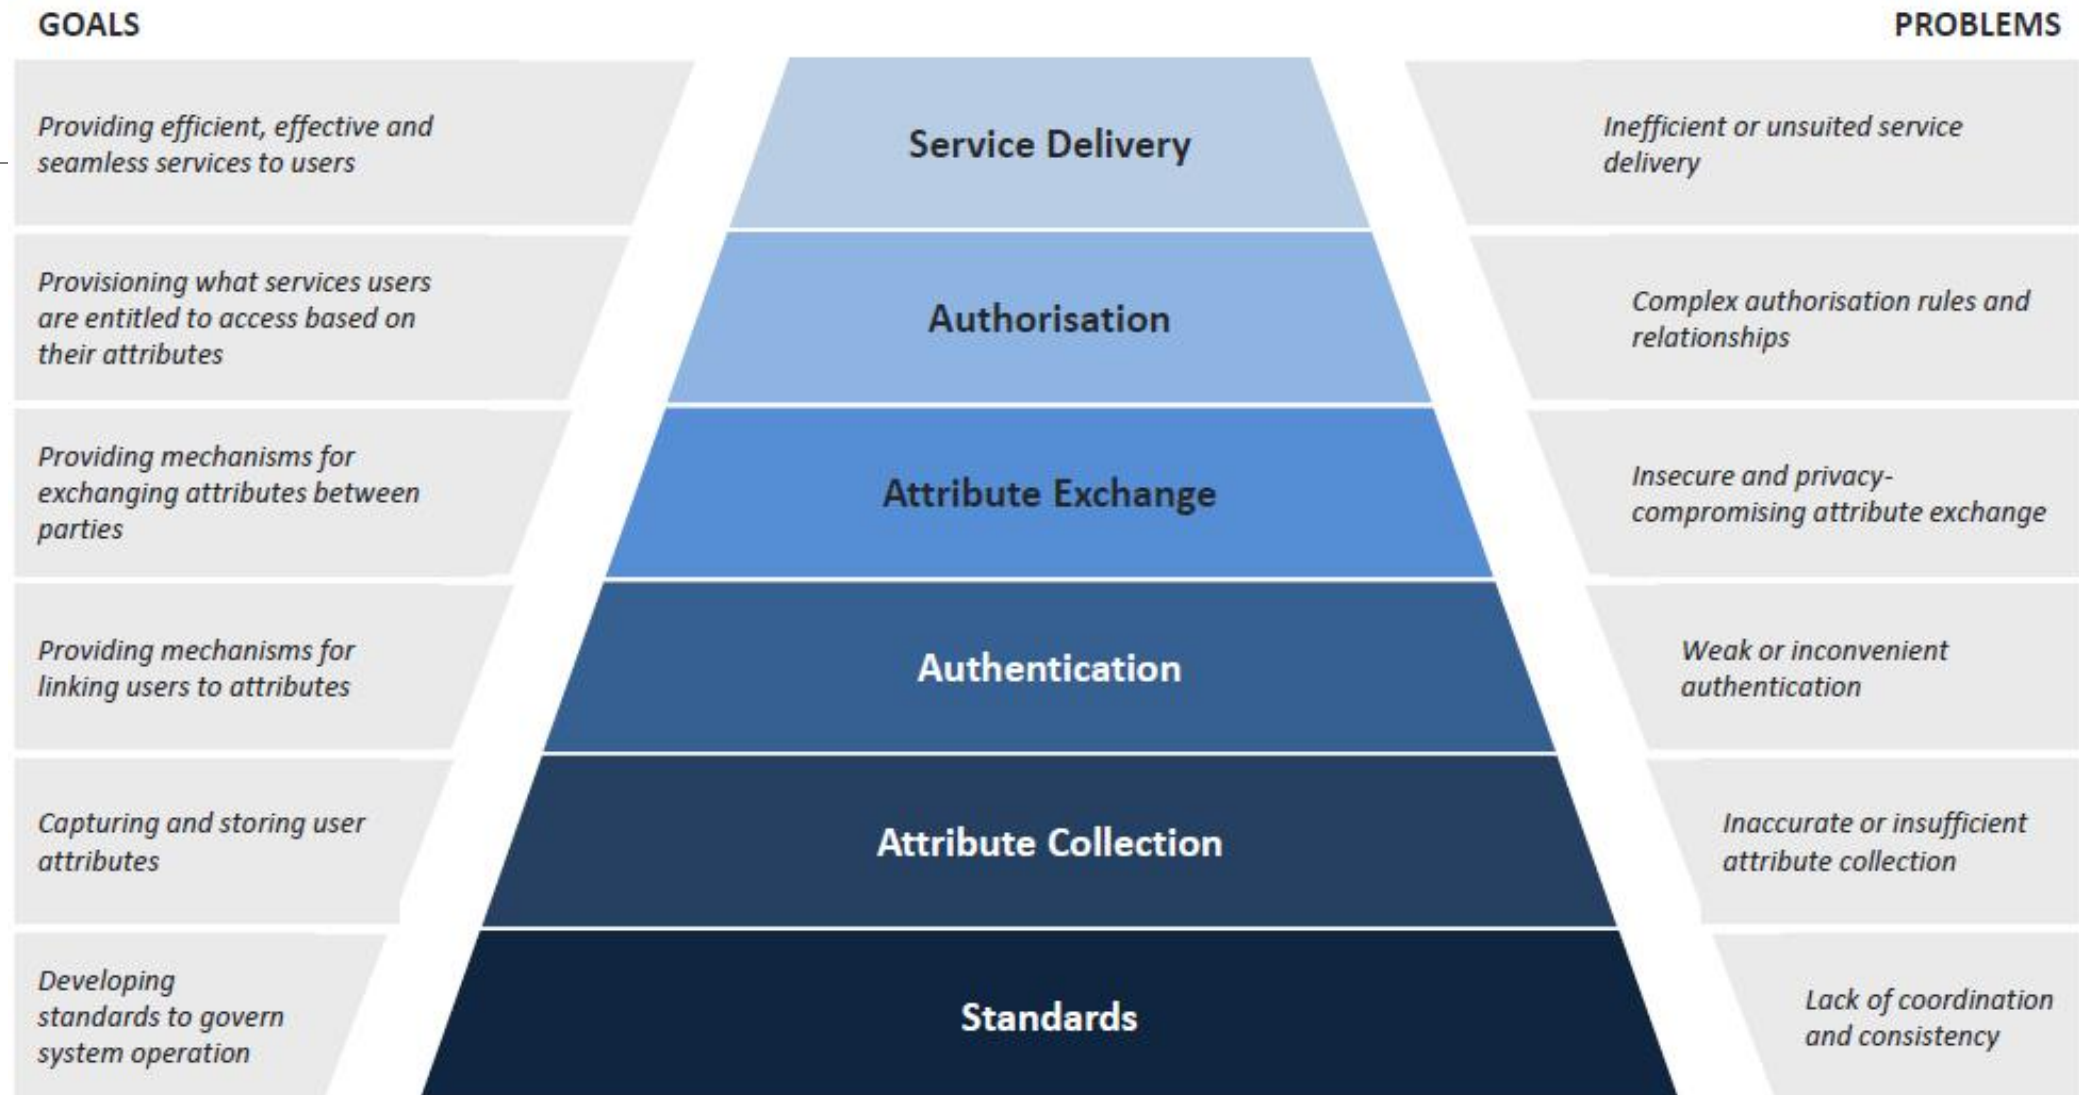 GOALS
PROBLEMS
Providing efficient, effective and
seamless services to users
Service Delivery
Inefficient or unsuited service
delivery
Provisioning what services users
are entitled to access based on
their attributes
Authorisation
Complex authorisation rules and
relationships
Providing mechanisms for
exchanging attributes between
parties
Attribute Exchange
Insecure and privacy-
compromising attribute exchange
Providing mechanisms for
linking users to attributes
Authentication
Weak or inconvenient
authentication
Capturing and storing user
attributes
Attribute Collection
Inaccurate or insufficient
attribute collection
Developing
standards to govern
system operation
Standards
Lack of coordination
and consistency